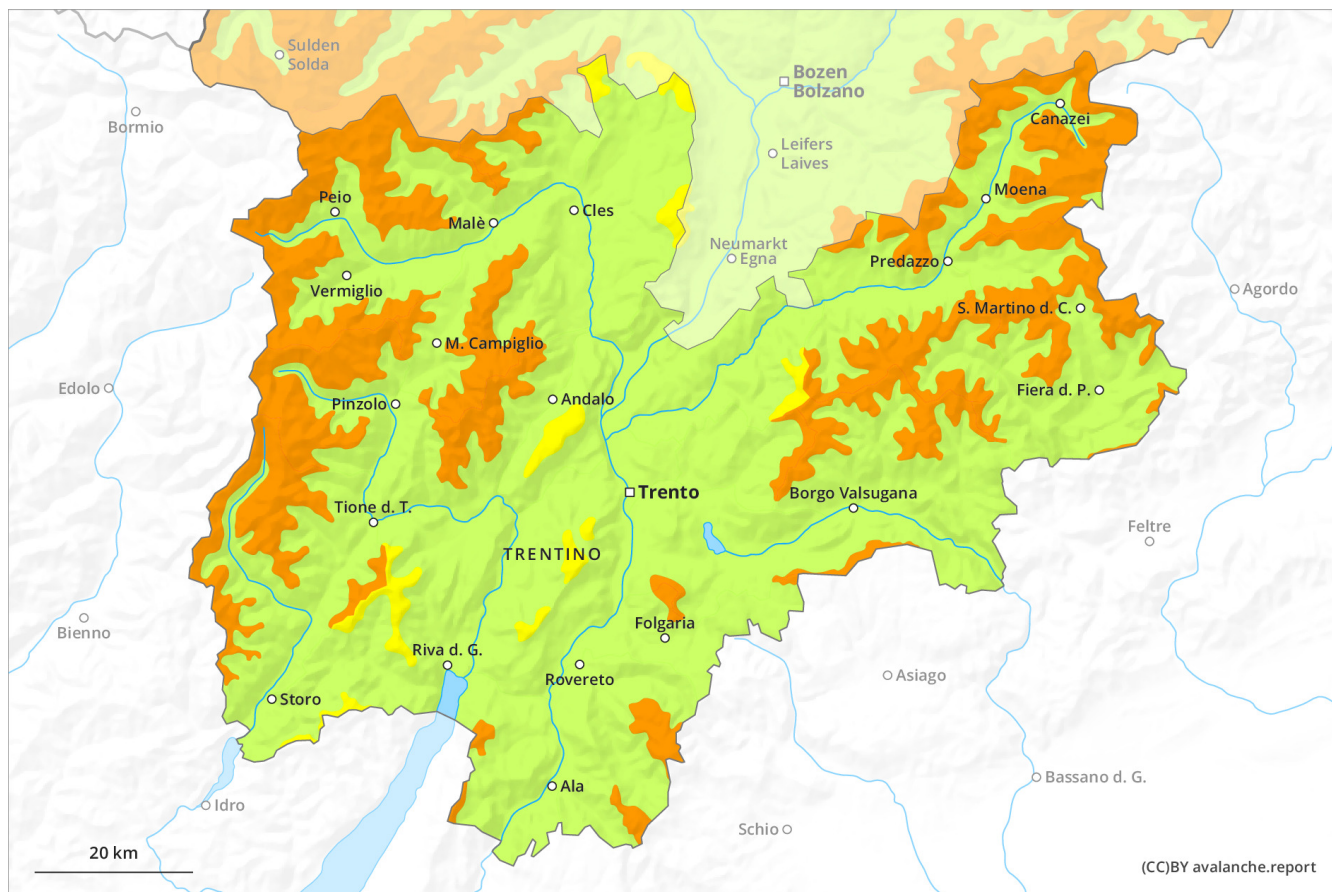 Sulden
Solda
Bozen
Bolzano
Bormio
Canazei
Leifers
Laives
Peio
Moena
Malè
Cles
Neumarkt
Egna
Predazzo
Vermiglio
Agordo
S. Martino d. C.
M. Campiglio
Edolo
Andalo
Fiera d. P.
Pinzolo
Trento
Borgo Valsugana
Tione d. T.
Feltre
TRENTINO
Bienno
Folgaria
Riva d. G.
Rovereto
Asiago
Storo
Bassano d. G.
Ala
Idro
Schio
20 km
(CC)BY avalanche.report